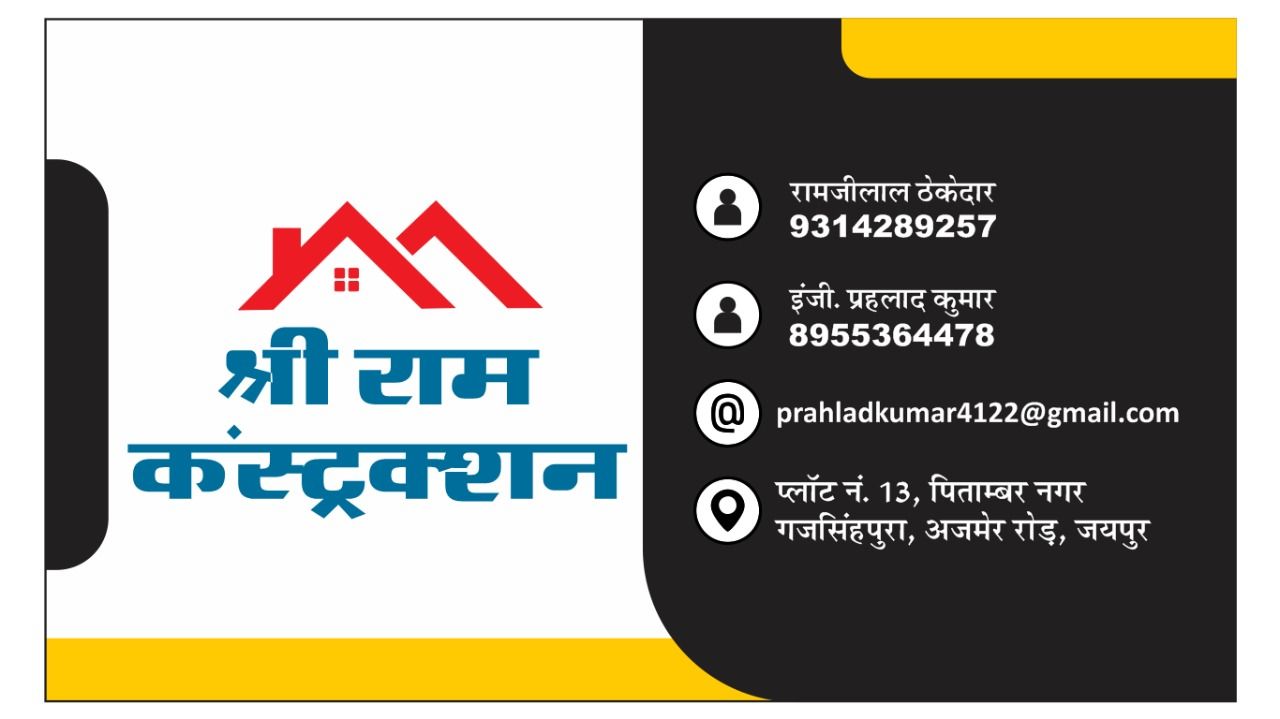 श्री राम
कंस्ट्रक्शन
रामजीलाल ठेकेदार
9314289257
इंजी. प्रहलाद कुमार
8955364478
@ prahladkumar4122@gmail.com
प्लॉट नं. 13, पिताम्बर नगर
गजसिंहपुरा, अजमेर रोड़, जयपुर